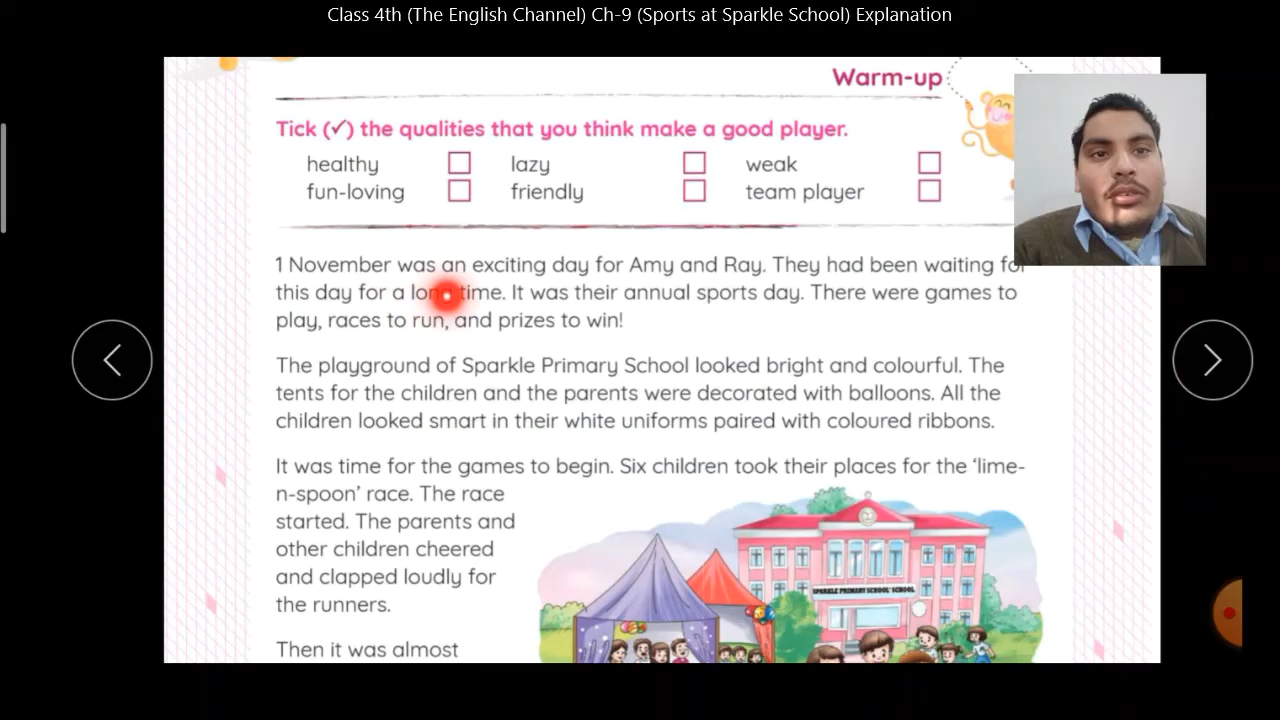 Class 4th (The English Channel) Ch-9 (Sports at Sparkle School) Explanation
Warm-up
Tick (✓) the qualities that you think make a good player.
healthy lazy weak
fun-loving friendly team player
1 November was an exciting day for Amy and Ray. They had been waiting for
this day for a long time. It was their annual sports day. There were games to
play, races to run, and prizes to win!
The playground of Sparkle Primary School looked bright and colourful. The
tents for the children and the parents were decorated with balloons. All the
children looked smart in their white uniforms paired with coloured ribbons.
It was time for the games to begin. Six children took their places for the ‘lime-
n-spoon’ race. The race
started. The parents and
other children cheered
and clapped loudly for
the runners.
Then it was almost
SPARKLE PRIMARY SCHOOL' SCHOOL